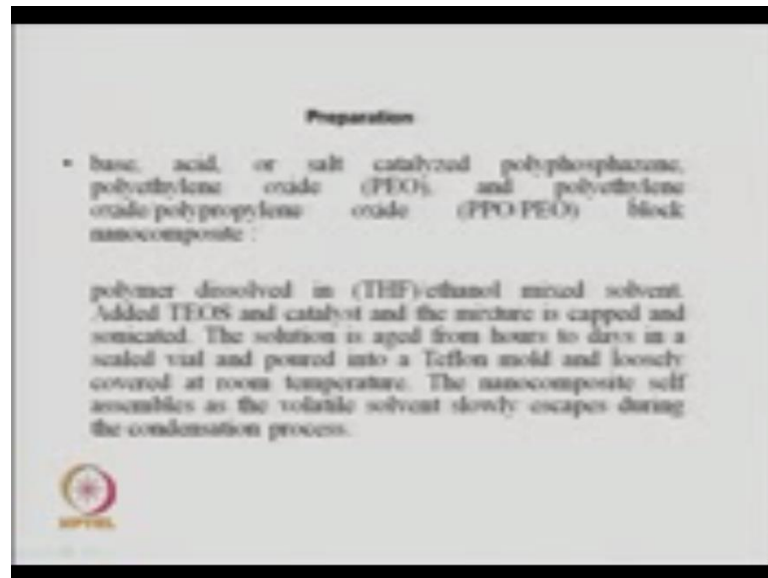 Preparation
• base, acid, or salt catalyzed polyphosphazene,
polyethylene oxide (PEO), and polyethylene
oxide/polypropylene oxide (PPO/PEO) block
nanocomposite :
polymer dissolved in (THF)/ethanol mixed solvent.
Added TEOS and catalyst and the mixture is capped and
sonicated. The solution is aged from hours to days in a
sealed vial and poured into a Teflon mold and loosely
covered at room temperature. The nanocomposite self
assembles as the volatile solvent slowly escapes during
the condensation process.
NPTEL